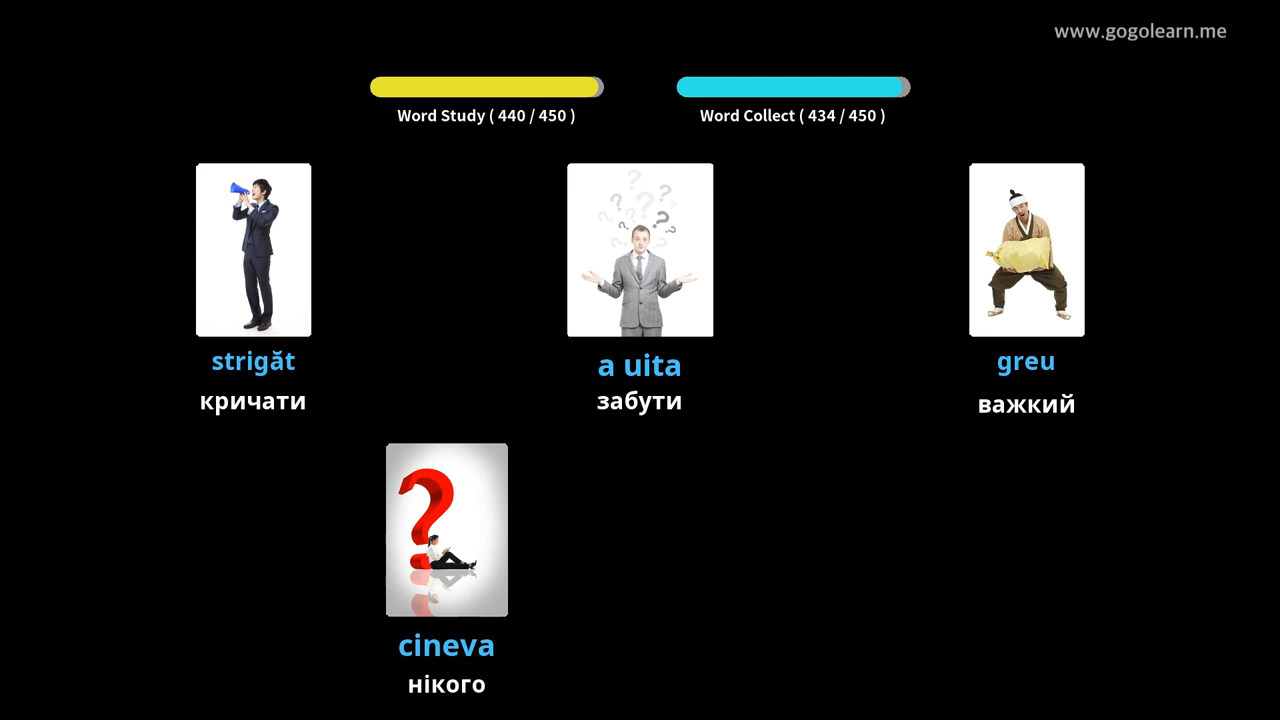 www.gogolearn.me
Word Study ( 440 / 450 )
Word Collect ( 434 / 450 )
strigăt
кричати
a uita
забути
greu
важкий
cineva
нікого